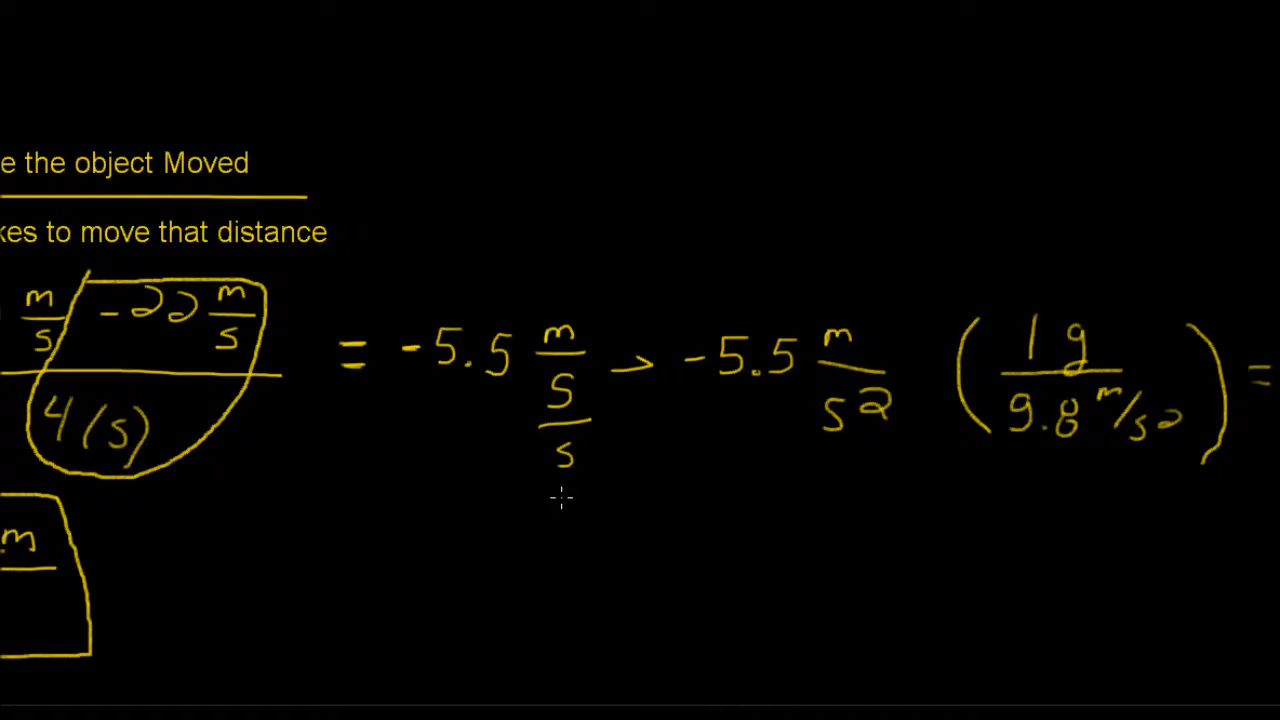 e the object Moved
kes to move that distance
m/s -22 m/s / 4(s) = -5.5 m/s/s → -5.5 m/s2 (1g / 9.8 m/s2) =
m